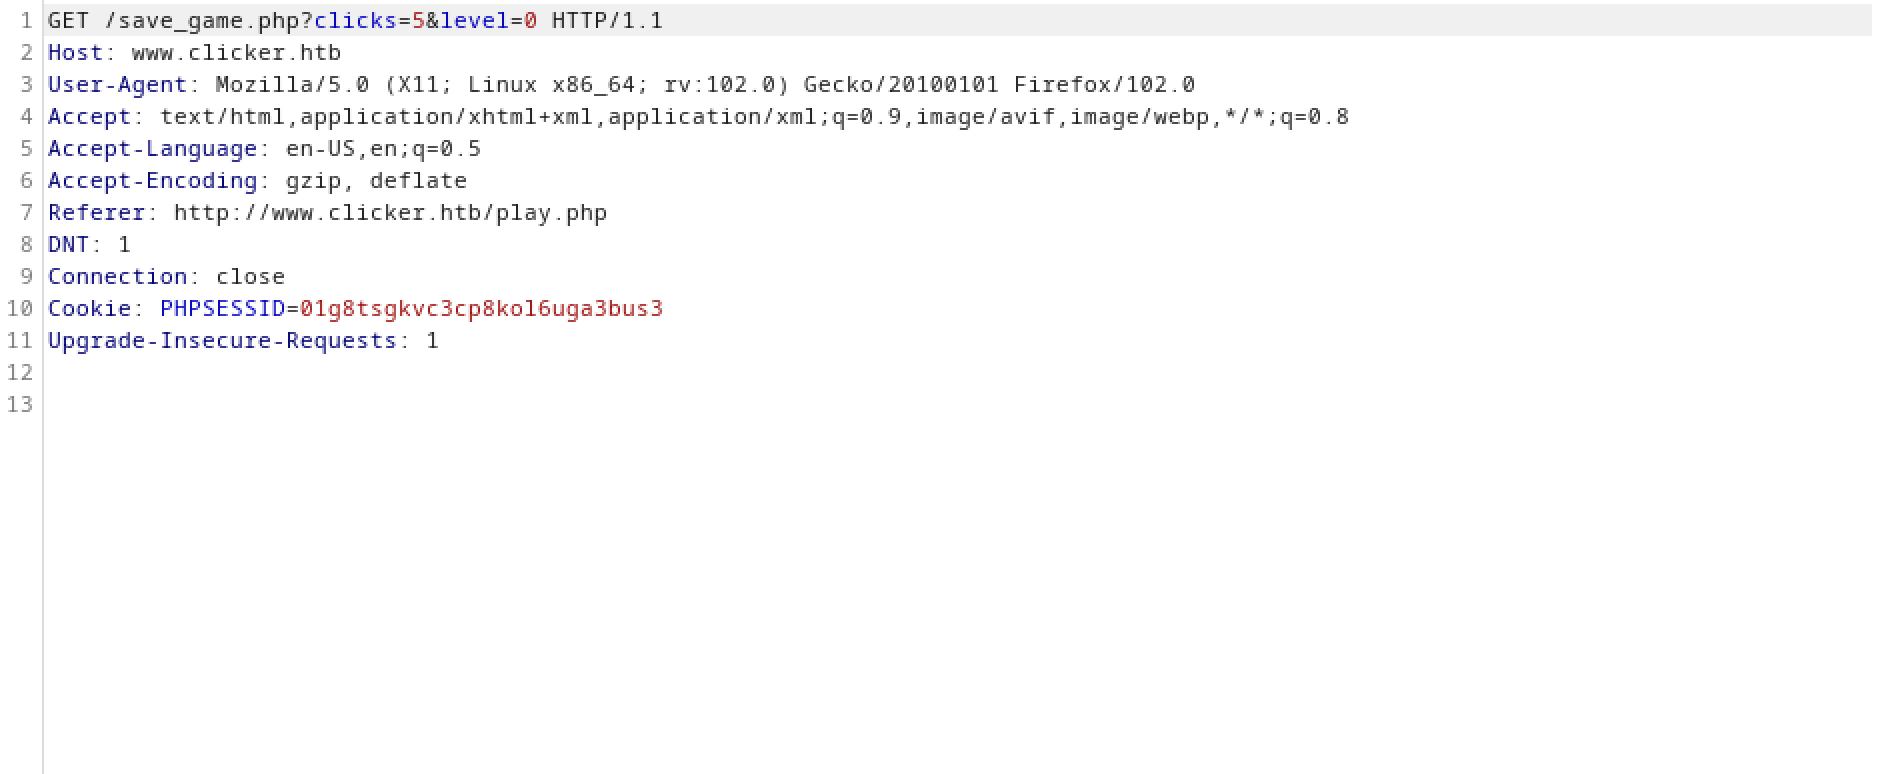 1 GET /save_game.php?clicks=5&level=0 HTTP/1.1
2 Host: www.clicker.htb
3 User-Agent: Mozilla/5.0 (X11; Linux x86_64; rv:102.0) Gecko/20100101 Firefox/102.0
4 Accept: text/html,application/xhtml+xml,application/xml;q=0.9,image/avif,image/webp,*/*;q=0.8
5 Accept-Language: en-US,en;q=0.5
6 Accept-Encoding: gzip, deflate
7 Referer: http://www.clicker.htb/play.php
8 DNT: 1
9 Connection: close
10 Cookie: PHPSESSID=01g8tsgkvc3cp8kol6uga3bus3
11 Upgrade-Insecure-Requests: 1
12
13